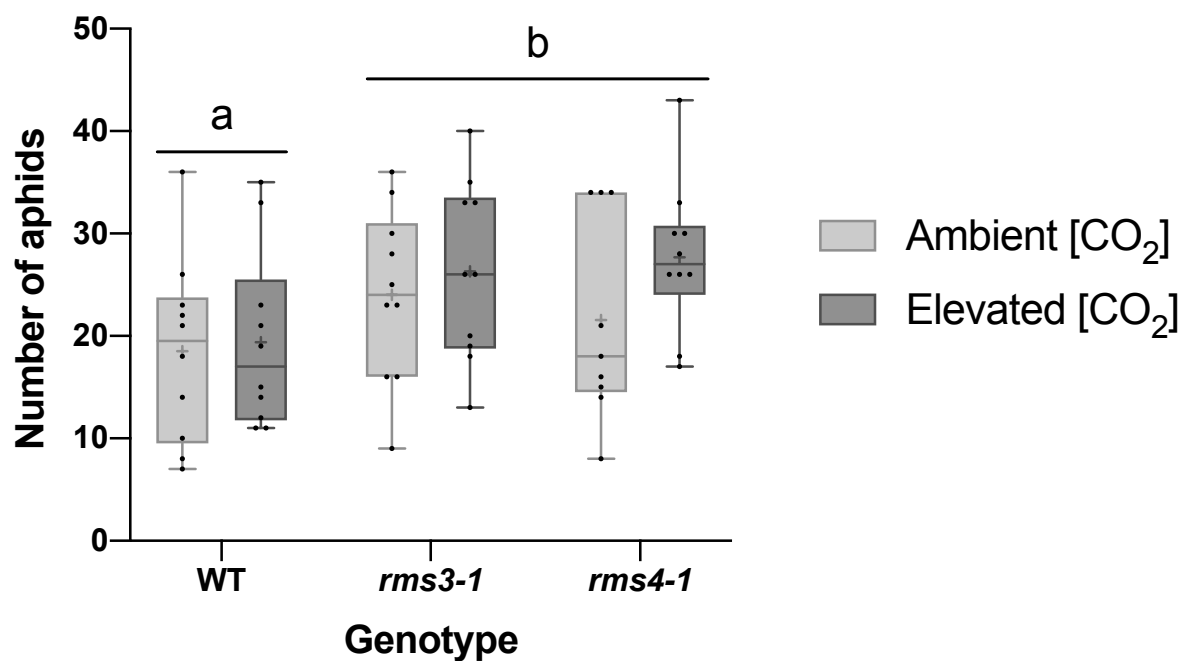 50
40
30
20
10
0
Number of aphids
a
b
WT
rms3-1
rms4-1
Genotype
Ambient [CO₂]
Elevated [CO₂]